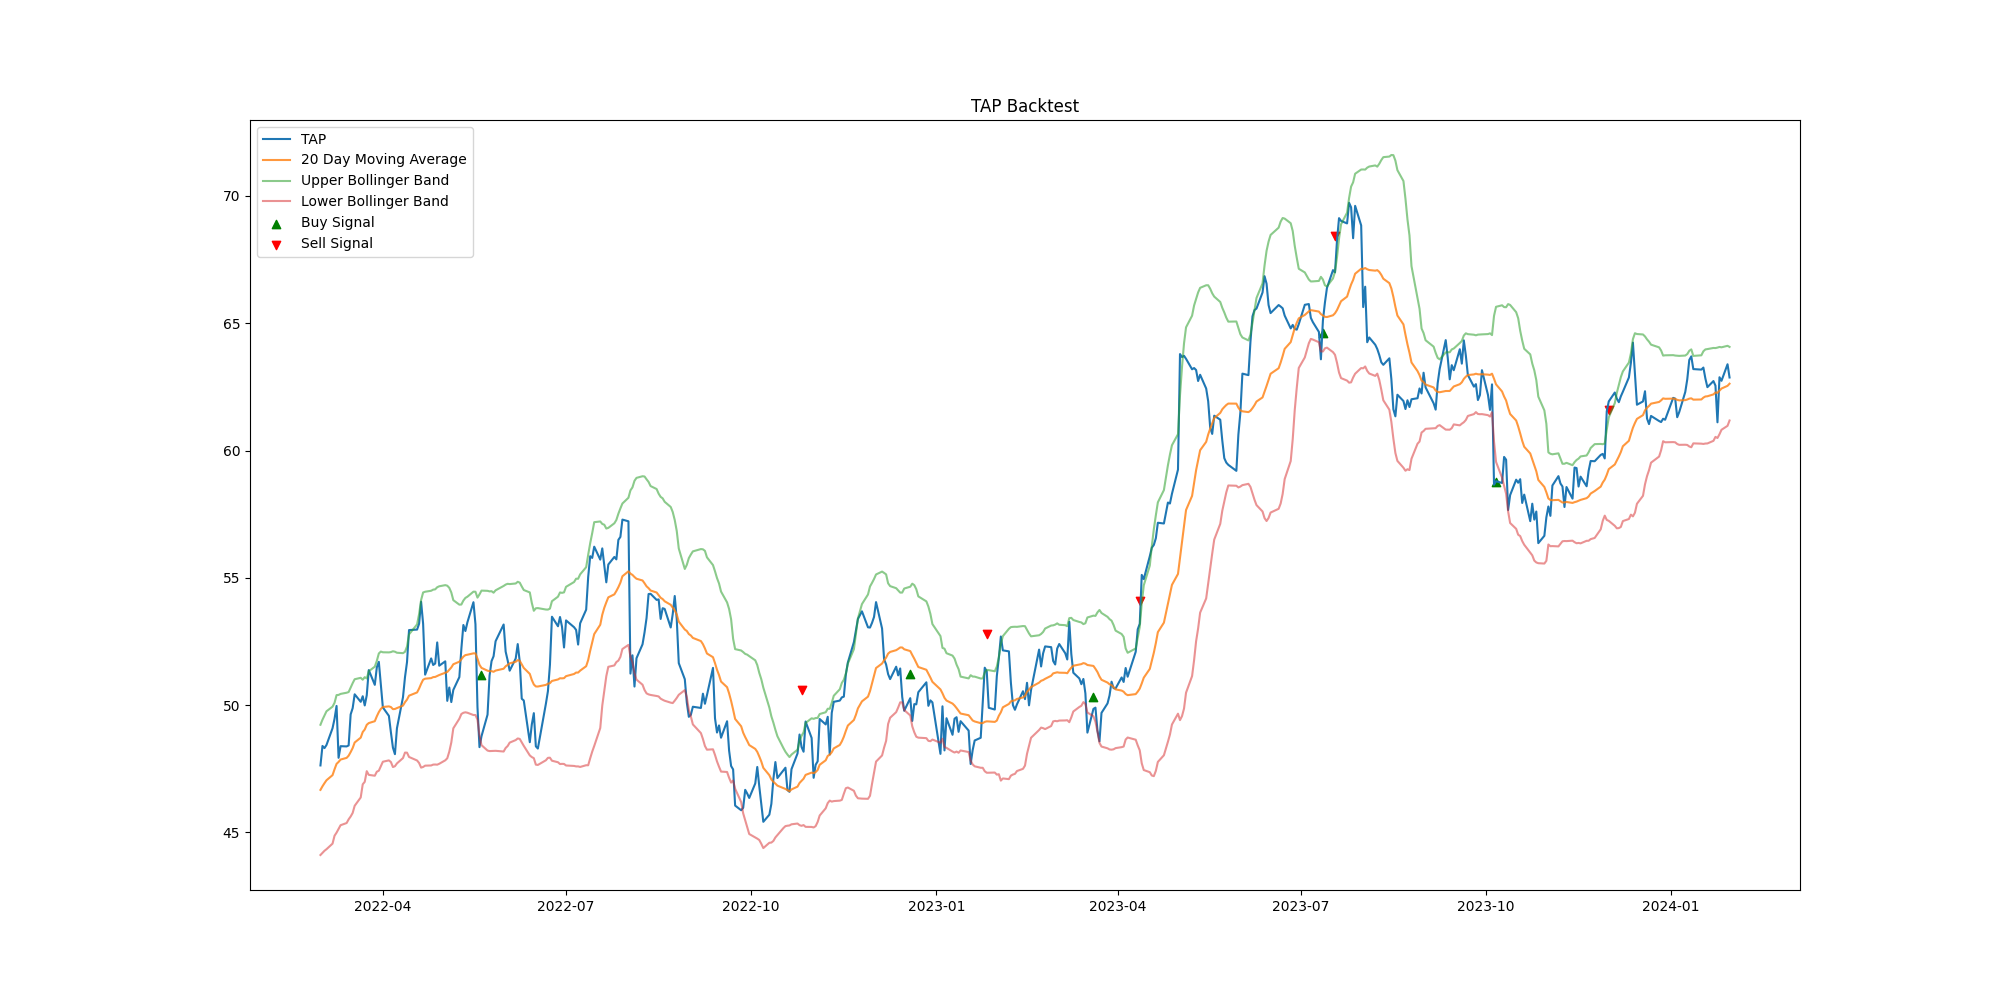 TAP Backtest
TAP
20 Day Moving Average
Upper Bollinger Band
Lower Bollinger Band
Buy Signal
Sell Signal
70
65
60
55
50
45
2022-04
2022-07
2022-10
2023-01
2023-04
2023-07
2023-10
2024-01